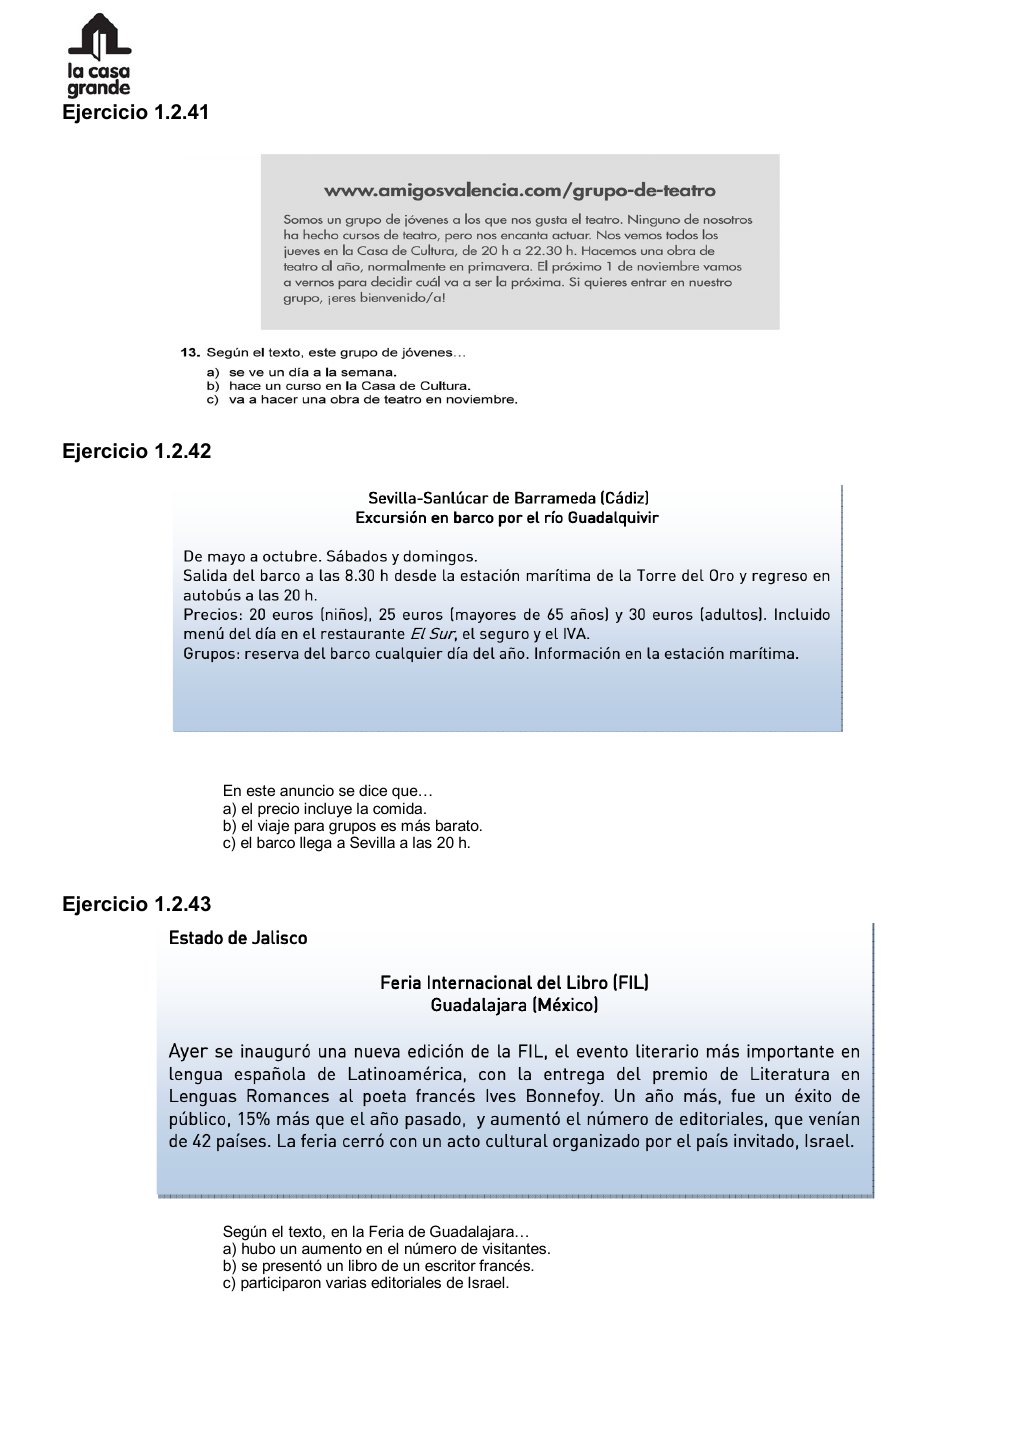 la casa
grande
Ejercicio 1.2.41
www.amigosvalencia.com/grupo-de-teatro
Somos un grupo de jóvenes a los que nos gusta el teatro. Ninguno de nosotros
ha hecho cursos de teatro, pero nos encanta actuar. Nos vemos todos los
jueves en la Casa de Cultura, de 20 h a 22.30 h. Hacemos una obra de
teatro al año, normalmente en primavera. El próximo 1 de noviembre vamos
a vernos para decidir cuál va a ser la próxima. Si quieres entrar en nuestro
grupo, ¡eres bienvenido/a!
13. Según el texto, este grupo de jóvenes…
a) se ve un día a la semana.
b) hace un curso en la Casa de Cultura.
c) va a hacer una obra de teatro en noviembre.
Ejercicio 1.2.42
Sevilla-Sanlúcar de Barrameda (Cádiz)
Excursión en barco por el río Guadalquivir
De mayo a octubre. Sábados y domingos.
Salida del barco a las 8.30 h desde la estación marítima de la Torre del Oro y regreso en
autobús a las 20 h.
Precios: 20 euros (niños), 25 euros (mayores de 65 años) y 30 euros (adultos). Incluido
menú del día en el restaurante El Sur, el seguro y el IVA.
Grupos: reserva del barco cualquier día del año. Información en la estación marítima.
En este anuncio se dice que…
a) el precio incluye la comida.
b) el viaje para grupos es más barato.
c) el barco llega a Sevilla a las 20 h.
Ejercicio 1.2.43
Estado de Jalisco
Feria Internacional del Libro (FIL)
Guadalajara (México)
Ayer se inauguró una nueva edición de la FIL, el evento literario más importante en
lengua española de Latinoamérica, con la entrega del premio de Literatura en
Lenguas Romances al poeta francés Ives Bonnefoy. Un año más, fue un éxito de
público, 15% más que el año pasado, y aumentó el número de editoriales, que venían
de 42 países. La feria cerró con un acto cultural organizado por el país invitado, Israel.
Según el texto, en la Feria de Guadalajara…
a) hubo un aumento en el número de visitantes.
b) se presentó un libro de un escritor francés.
c) participaron varias editoriales de Israel.